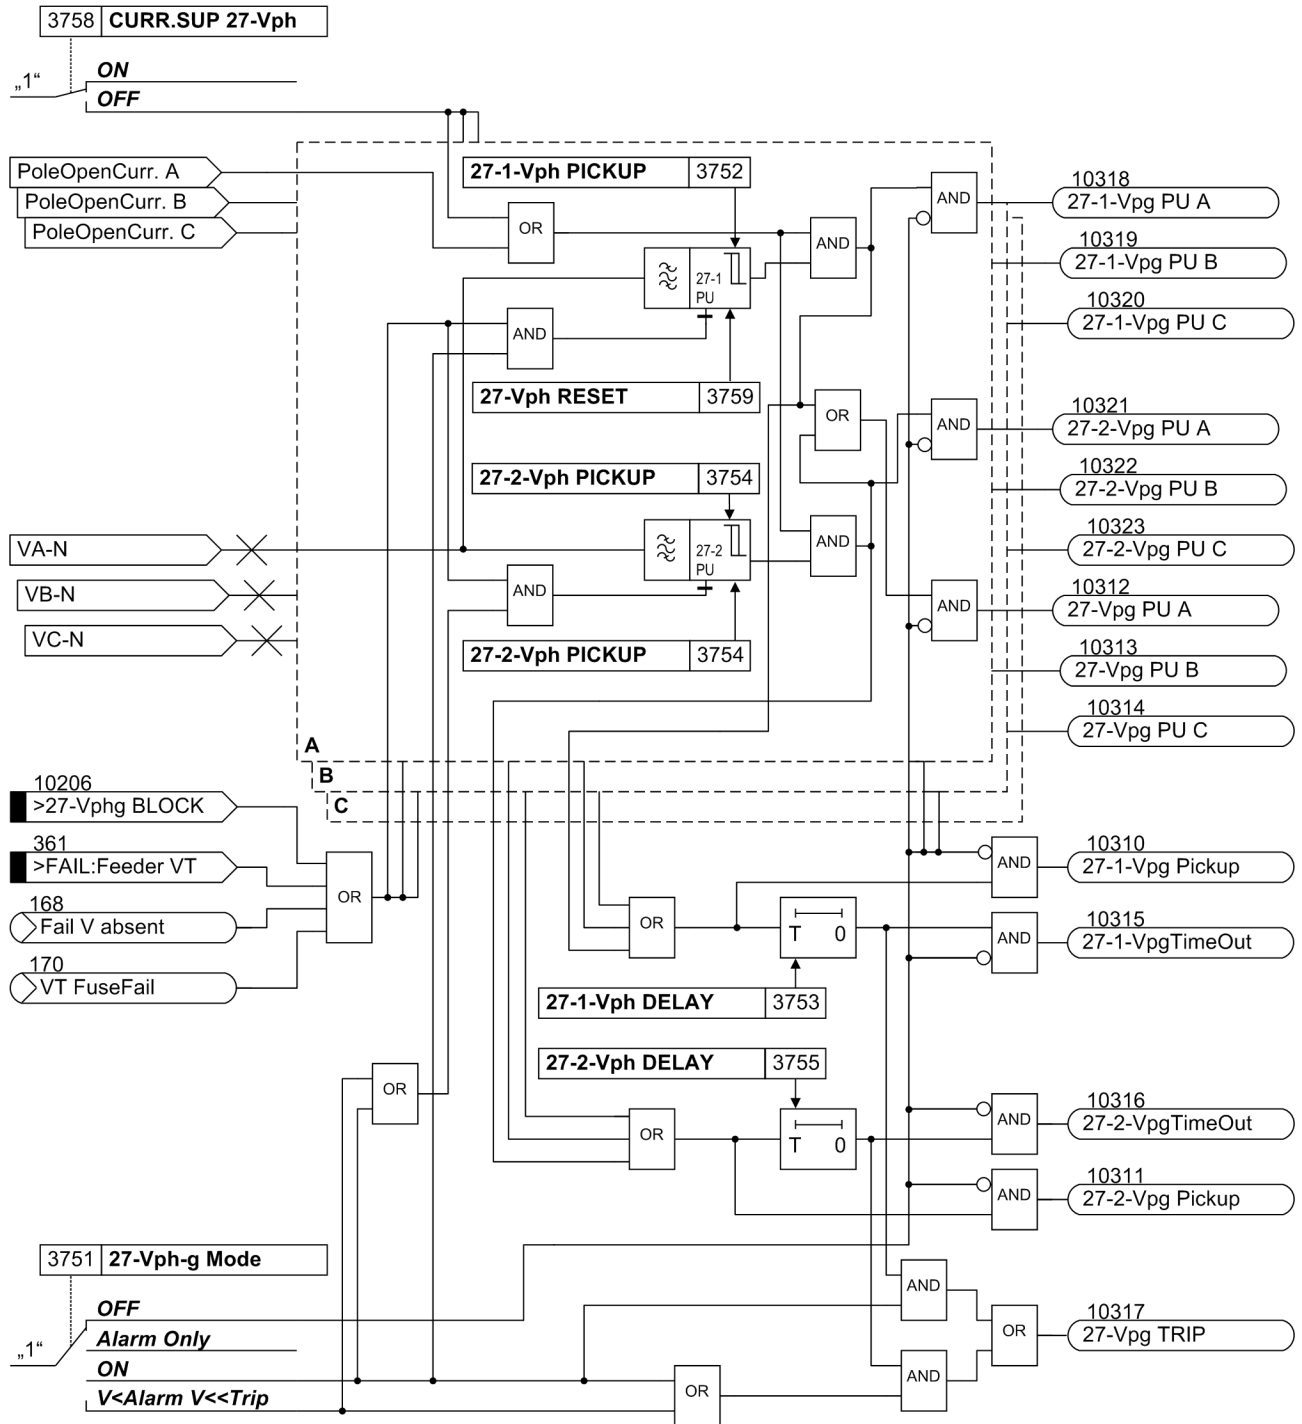 3758 CURR.SUP 27-Vph
ON
„1“
OFF
PoleOpenCurr. A
PoleOpenCurr. B
PoleOpenCurr. C
27-1-Vph PICKUP 3752
OR
AND
27-1
PU
AND
AND
27-Vph RESET 3759
OR
AND
27-2-Vph PICKUP 3754
VA-N
VB-N
VC-N
27-2
PU
AND
AND
AND
27-2-Vph PICKUP 3754
A
B
C
10318
27-1-Vpg PU A
10319
27-1-Vpg PU B
10320
27-1-Vpg PU C
10321
27-2-Vpg PU A
10322
27-2-Vpg PU B
10323
27-2-Vpg PU C
10312
27-Vpg PU A
10313
27-Vpg PU B
10314
27-Vpg PU C
10206
>27-Vphg BLOCK
361
>FAIL:Feeder VT
168
Fail V absent
170
VT FuseFail
OR
OR
T 0
27-1-Vph DELAY 3753
AND
10310
27-1-Vpg Pickup
AND
10315
27-1-VpgTimeOut
27-2-Vph DELAY 3755
OR
OR
T 0
AND
10316
27-2-VpgTimeOut
AND
10311
27-2-Vpg Pickup
3751 27-Vph-g Mode
OFF
„1“
Alarm Only
ON
V<Alarm V<<Trip
OR
AND
AND
OR
10317
27-Vpg TRIP